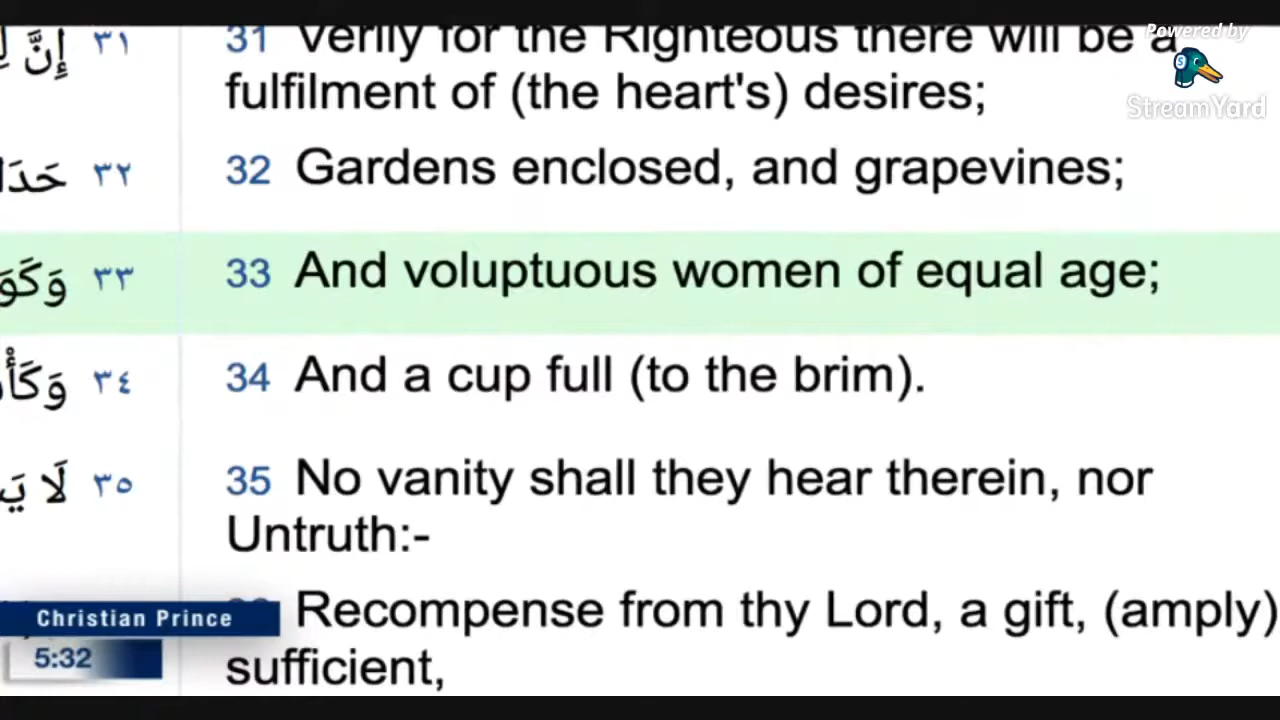 Powered by
StreamYard
إِنَّ ٣١ 31 Verily for the Righteous there will be a
fulfilment of (the heart's) desires;
٣٢ 32 Gardens enclosed, and grapevines;
٣٣ 33 And voluptuous women of equal age;
٣٤ 34 And a cup full (to the brim).
لَا ٣٥ 35 No vanity shall they hear therein, nor
Untruth:-
Recompense from thy Lord, a gift, (amply)
sufficient,
Christian Prince
5:32